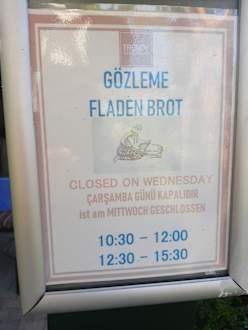 TRENDY
GÖZLEME
FLADEN BROT
CLOSED ON WEDNESDAY
ÇARŞAMBA GÜNÜ KAPALIDIR
ist am MITTWOCH GESCHLOSSEN
10:30 - 12:00
12:30 - 15:30